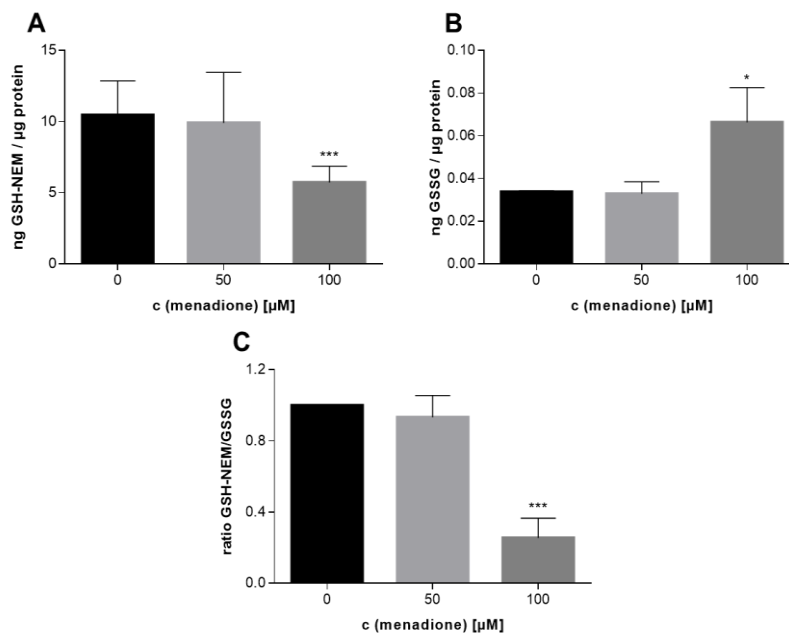 A
ng GSH-NEM / µg protein
15
10
5
0
***
0 50 100
c (menadione) [µM]
B
ng GSSG / µg protein
0.10
0.08
0.06
0.04
0.02
0.00
*
0 50 100
c (menadione) [µM]
C
ratio GSH-NEM/GSSG
1.2
0.8
0.4
0.0
***
0 50 100
c (menadione) [µM]